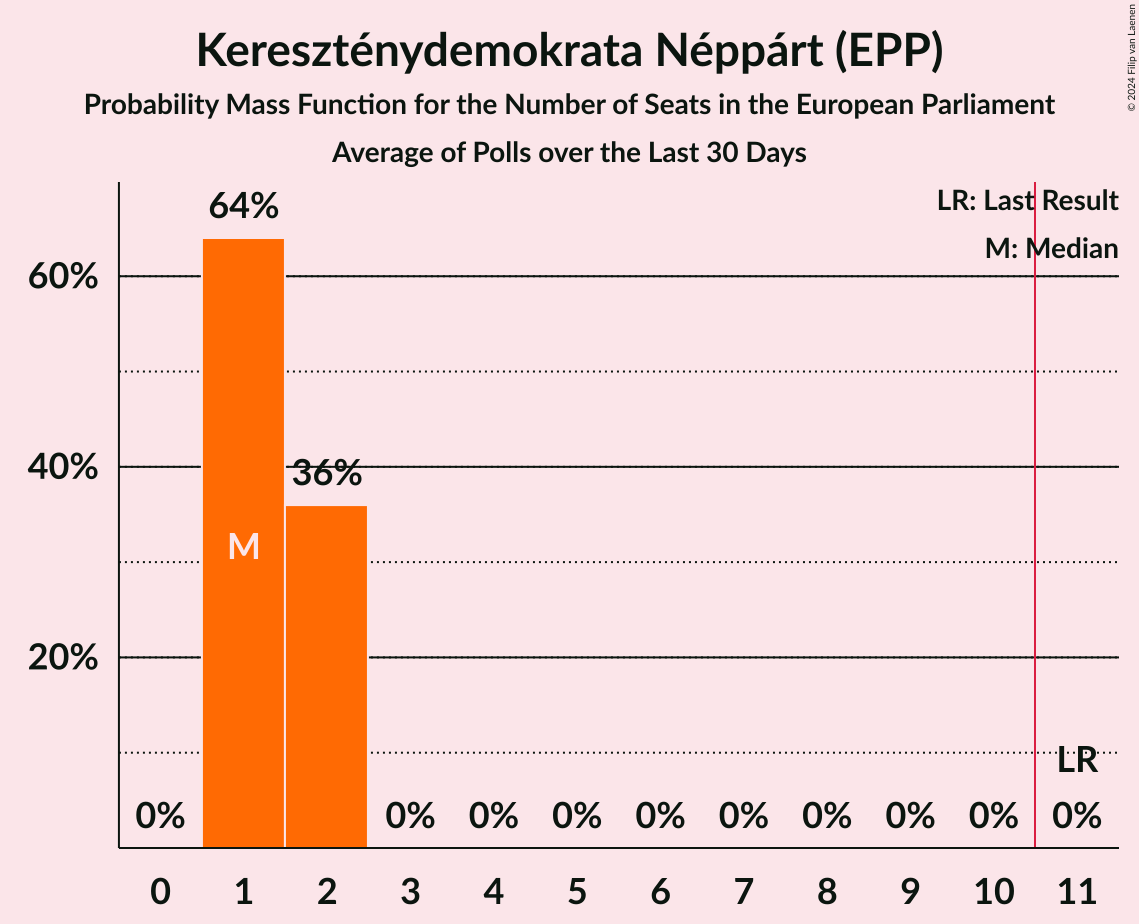 Kereszténydemokrata Néppárt (EPP)
Probability Mass Function for the Number of Seats in the European Parliament
Average of Polls over the Last 30 Days
© 2024 Filip van Laenen
LR: Last Result
M: Median
64%
60%
40%
36%
M
20%
LR
0% 0% 0% 0% 0% 0% 0% 0% 0% 0%
0 1 2 3 4 5 6 7 8 9 10 11